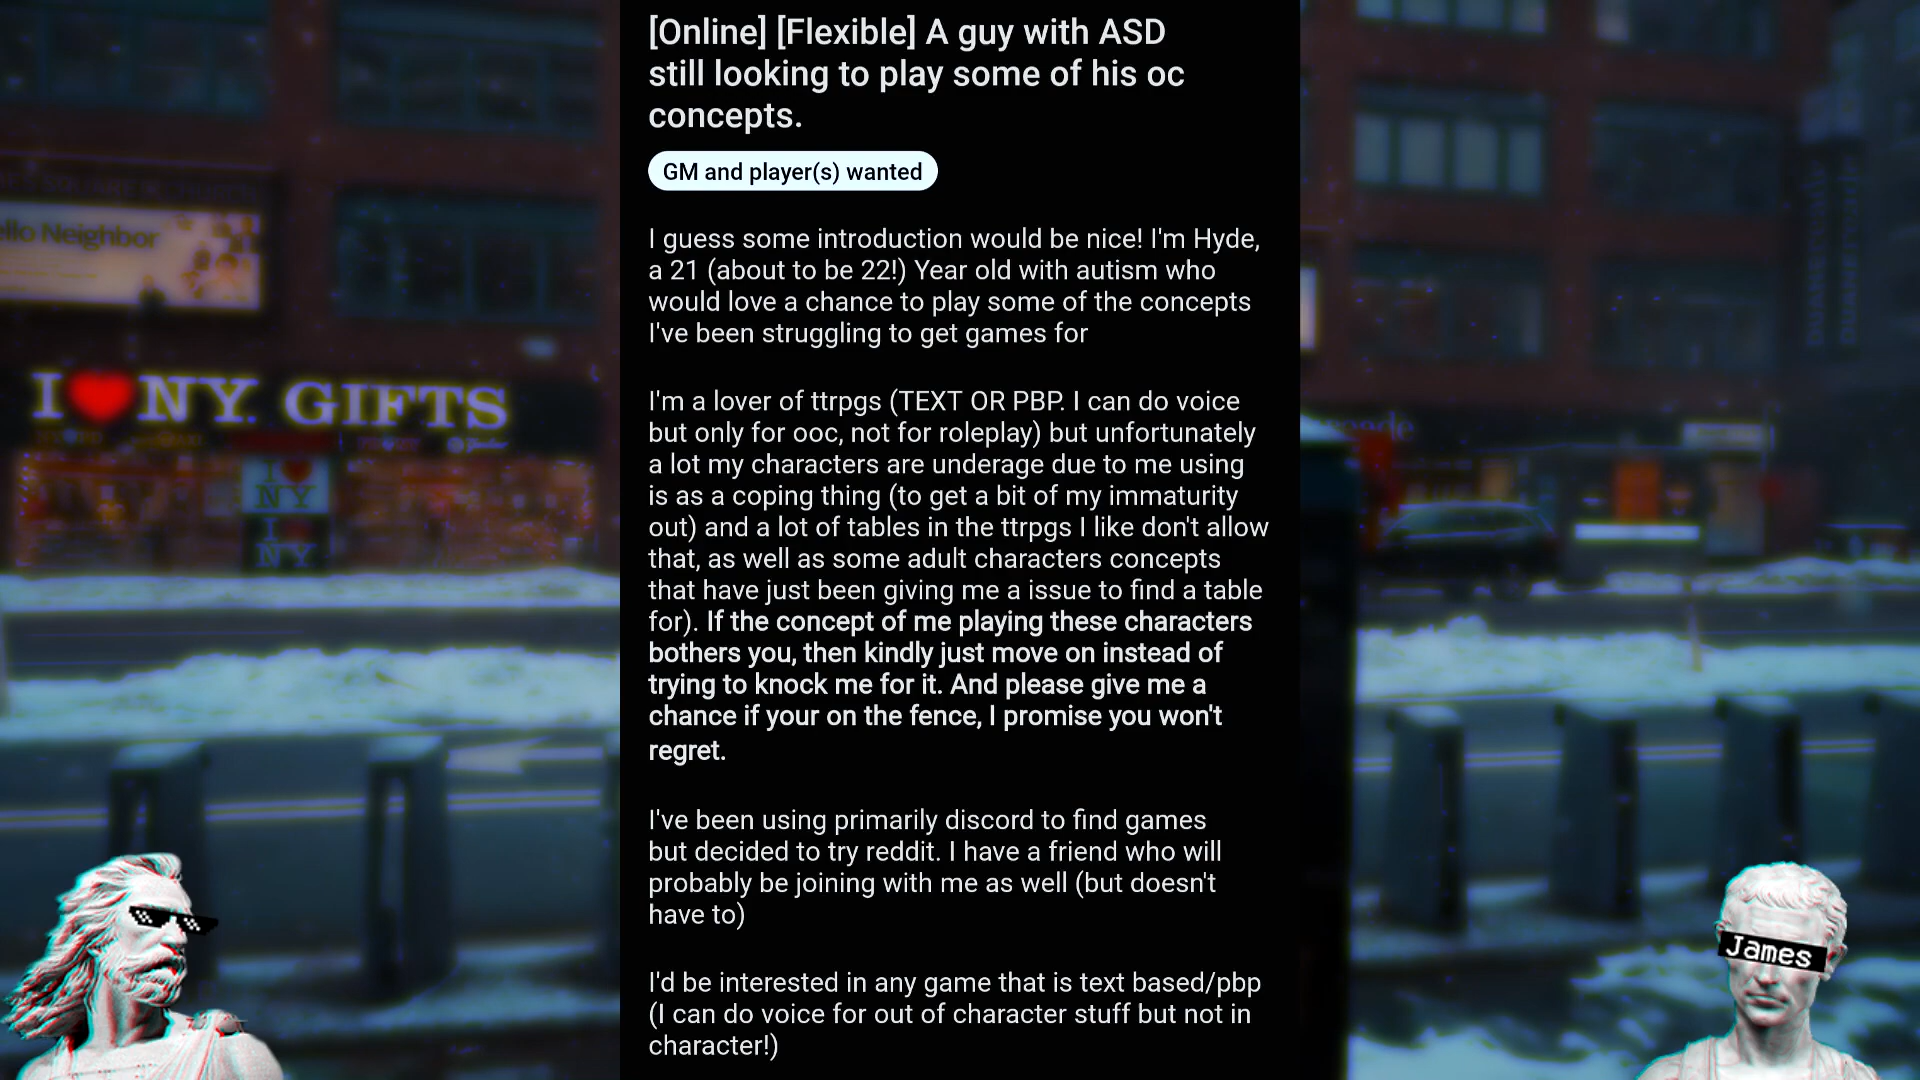 [Online] [Flexible] A guy with ASD
still looking to play some of his oc
concepts.
GM and player(s) wanted
I guess some introduction would be nice! I'm Hyde,
a 21 (about to be 22!) Year old with autism who
would love a chance to play some of the concepts
I've been struggling to get games for
I'm a lover of ttrpgs (TEXT OR PBP. I can do voice
but only for ooc, not for roleplay) but unfortunately
a lot my characters are underage due to me using
is as a coping thing (to get a bit of my immaturity
out) and a lot of tables in the ttrpgs I like don't allow
that, as well as some adult characters concepts
that have just been giving me a issue to find a table
for). If the concept of me playing these characters
bothers you, then kindly just move on instead of
trying to knock me for it. And please give me a
chance if your on the fence, I promise you won't
regret.
I've been using primarily discord to find games
but decided to try reddit. I have a friend who will
probably be joining with me as well (but doesn't
have to)
I'd be interested in any game that is text based/pbp
(I can do voice for out of character stuff but not in
character!)
ello Neighbor
I❤NY GIFTS
I❤
NY
I❤
NY
James